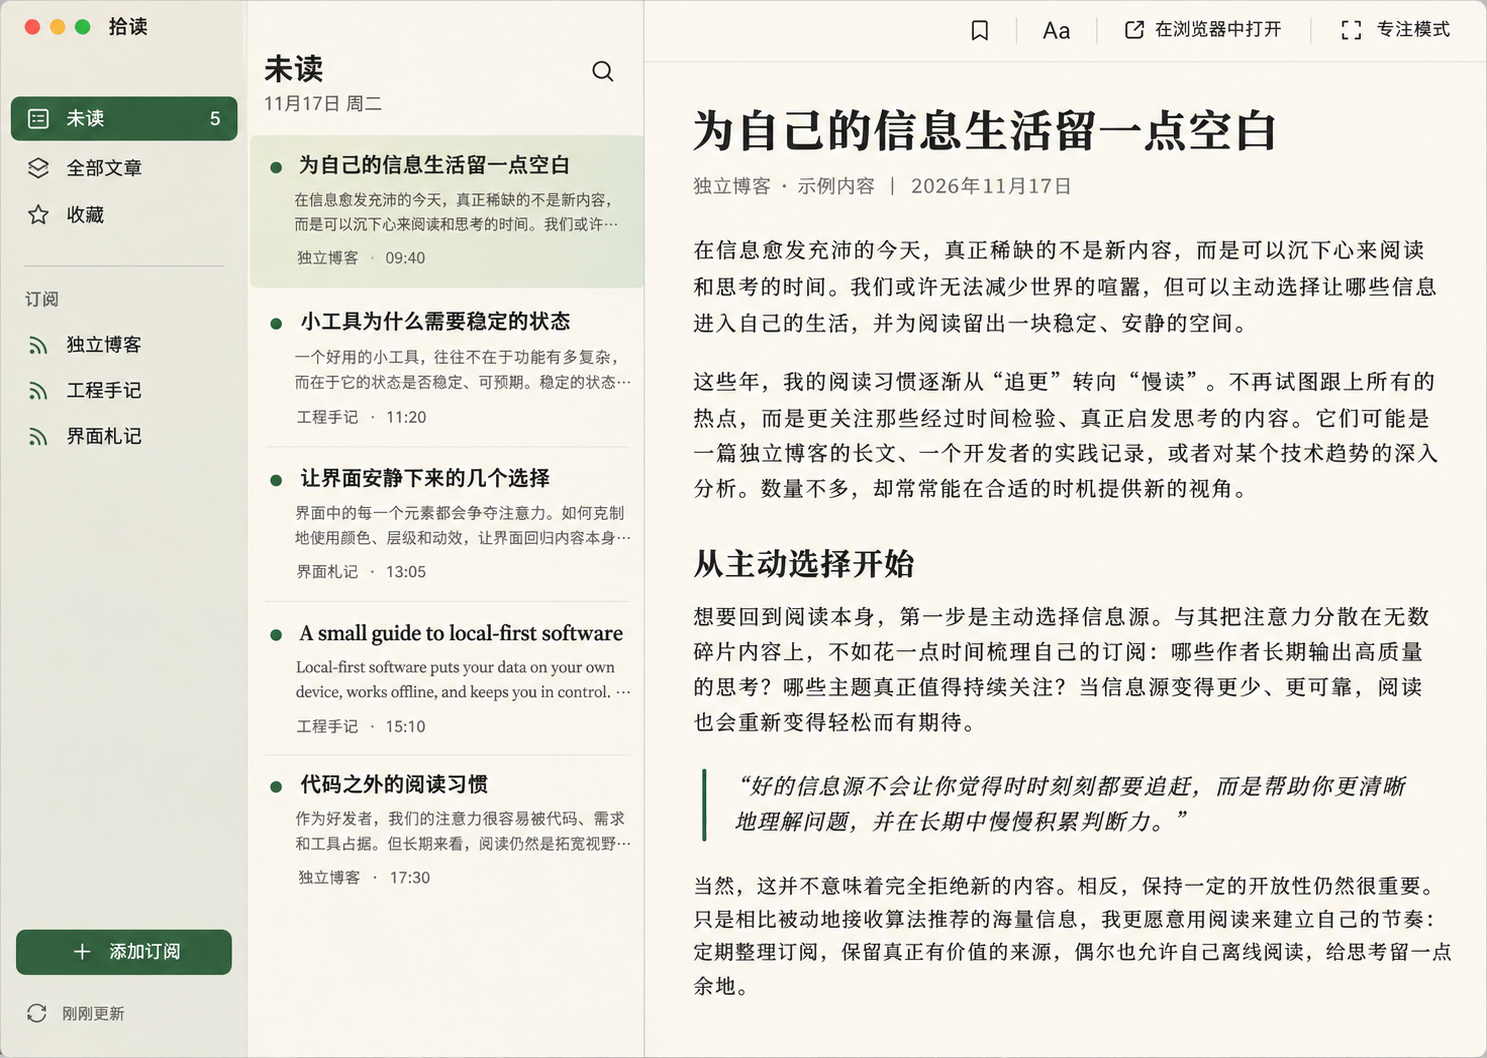 拾读
未读 5
全部文章
收藏
订阅
独立博客
工程手记
界面札记
添加订阅
刚刚更新
未读
11月17日 周二
为自己的信息生活留一点空白
在信息愈发充沛的今天，真正稀缺的不是新内容，
而是可以沉下心来阅读和思考的时间。我们或许…
独立博客 · 09:40
小工具为什么需要稳定的状态
一个好用的小工具，往往不在于功能有多复杂，
而在于它的状态是否稳定、可预期。稳定的状态…
工程手记 · 11:20
让界面安静下来的几个选择
界面中的每一个元素都会争夺注意力。如何克制
地使用颜色、层级和动效，让界面回归内容本身…
界面札记 · 13:05
A small guide to local-first software
Local-first software puts your data on your own
device, works offline, and keeps you in control. …
工程手记 · 15:10
代码之外的阅读习惯
作为好发者，我们的注意力很容易被代码、需求
和工具占据。但长期来看，阅读仍然是拓宽视野…
独立博客 · 17:30
Aa 在浏览器中打开 专注模式
为自己的信息生活留一点空白
独立博客 · 示例内容 | 2026年11月17日
在信息愈发充沛的今天，真正稀缺的不是新内容，而是可以沉下心来阅读
和思考的时间。我们或许无法减少世界的喧嚣，但可以主动选择让哪些信息
进入自己的生活，并为阅读留出一块稳定、安静的空间。
这些年，我的阅读习惯逐渐从“追更”转向“慢读”。不再试图跟上所有的
热点，而是更关注那些经过时间检验、真正启发思考的内容。它们可能是
一篇独立博客的长文、一个开发者的实践记录，或者对某个技术趋势的深入
分析。数量不多，却常常能在合适的时机提供新的视角。
从主动选择开始
想要回到阅读本身，第一步是主动选择信息源。与其把注意力分散在无数
碎片内容上，不如花一点时间梳理自己的订阅：哪些作者长期输出高质量
的思考？哪些主题真正值得持续关注？当信息源变得更少、更可靠，阅读
也会重新变得轻松而有期待。
“好的信息源不会让你觉得时时刻刻都要追赶，而是帮助你更清晰
地理解问题，并在长期中慢慢积累判断力。”
当然，这并不意味着完全拒绝新的内容。相反，保持一定的开放性仍然很重要。
只是相比被动地接收算法推荐的海量信息，我更愿意用阅读来建立自己的节奏：
定期整理订阅，保留真正有价值的来源，偶尔也允许自己离线阅读，给思考留一点
余地。